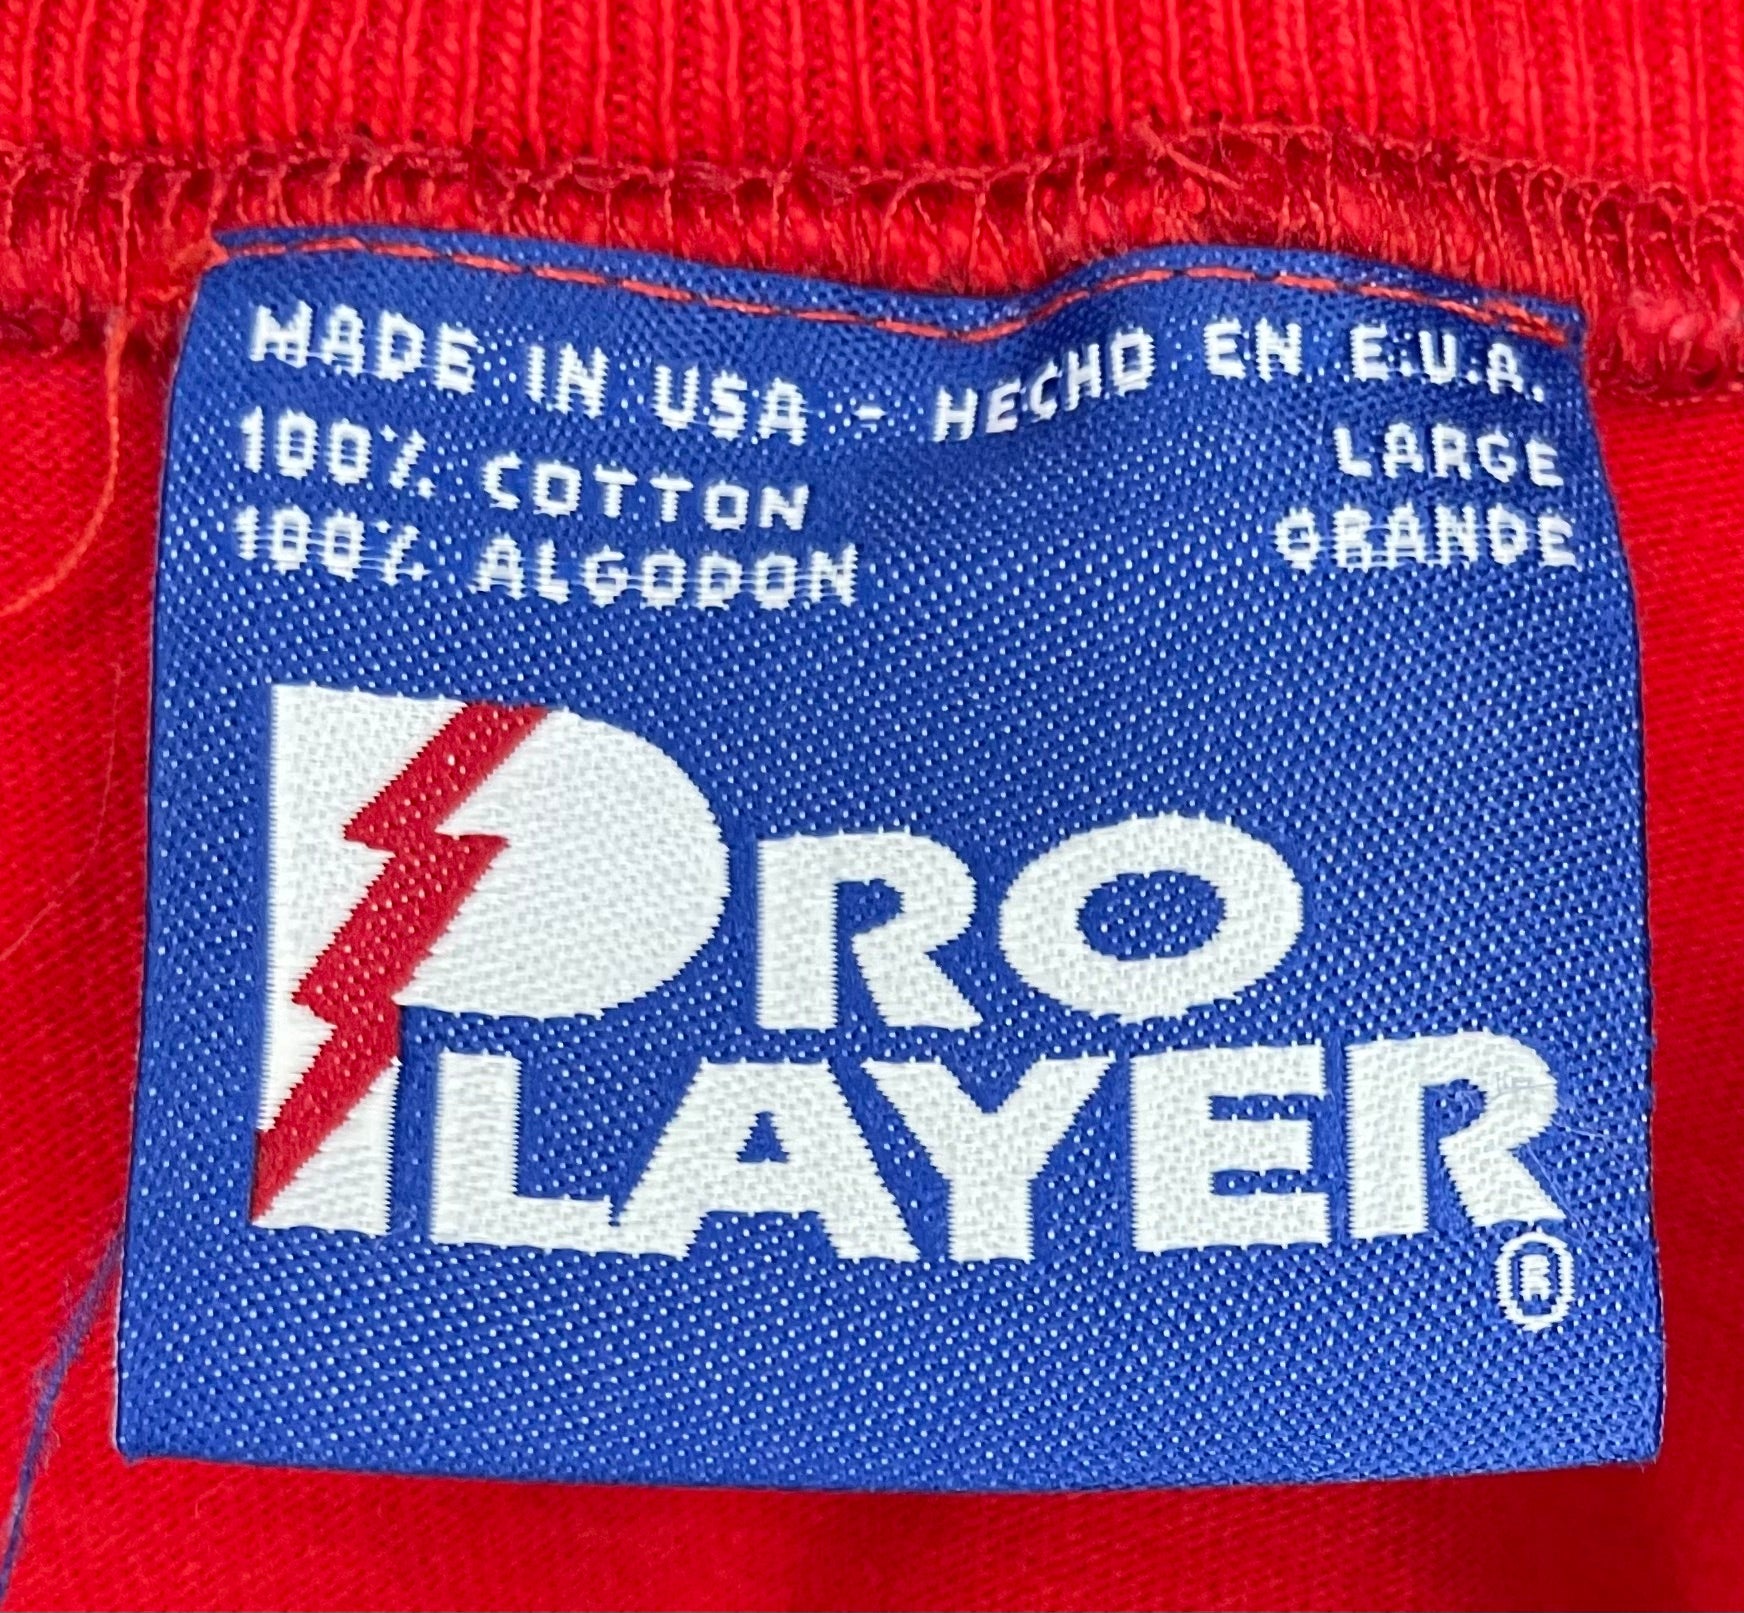 MADE IN USA - HECHO EN E.U.A.
100% COTTON LARGE
100% ALGODON GRANDE
PRO
PLAYER
®